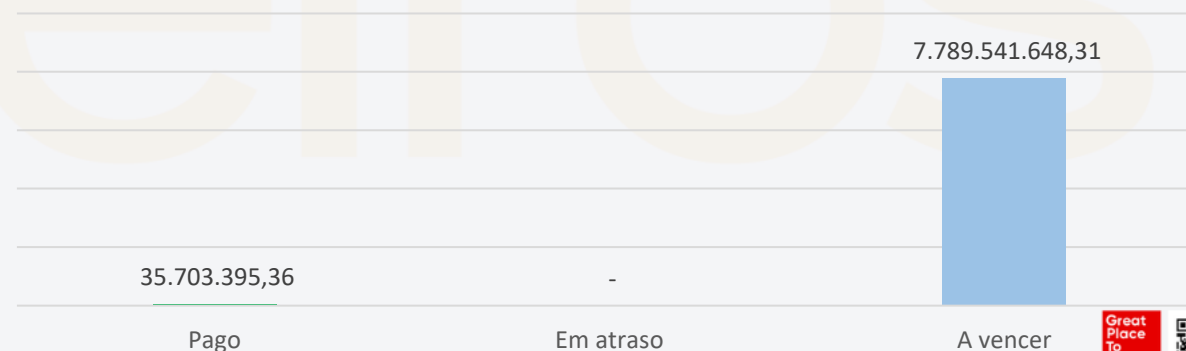 7.789.541.648,31
35.703.395,36
-
Pago
Em atraso
A vencer
Great
Place
To